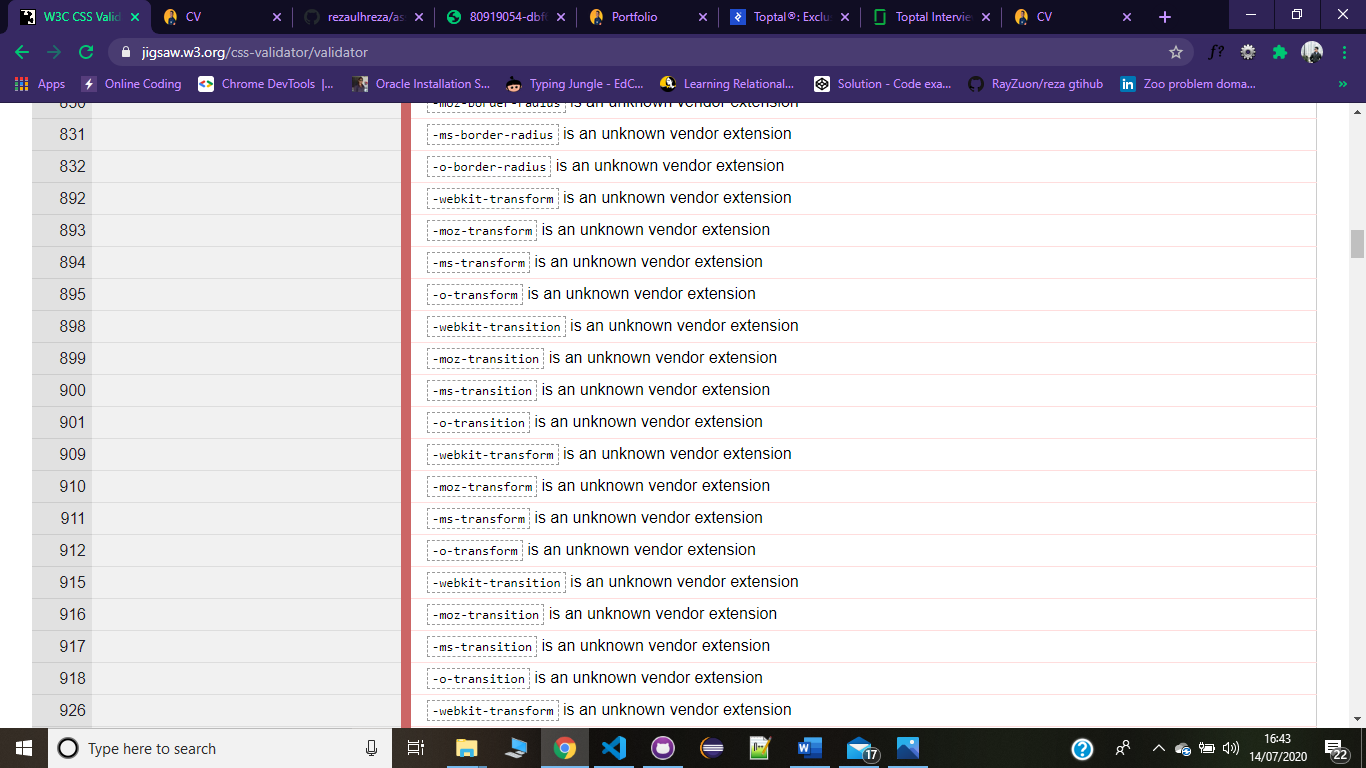 W3C CSS Valid
CV
rezaulhreza/as
80919054-dbf
Portfolio
Toptal®: Exclus
Toptal Intervie
CV
jigsaw.w3.org/css-validator/validator
f?
Apps
Online Coding
Chrome DevTools |...
Oracle Installation S...
Typing Jungle - EdC...
Learning Relational...
Solution - Code exa...
RayZuon/reza gtihub
in
Zoo problem doma...
»
830 -moz-border-radius is an unknown vendor extension
831 -ms-border-radius is an unknown vendor extension
832 -o-border-radius is an unknown vendor extension
892 -webkit-transform is an unknown vendor extension
893 -moz-transform is an unknown vendor extension
894 -ms-transform is an unknown vendor extension
895 -o-transform is an unknown vendor extension
898 -webkit-transition is an unknown vendor extension
899 -moz-transition is an unknown vendor extension
900 -ms-transition is an unknown vendor extension
901 -o-transition is an unknown vendor extension
909 -webkit-transform is an unknown vendor extension
910 -moz-transform is an unknown vendor extension
911 -ms-transform is an unknown vendor extension
912 -o-transform is an unknown vendor extension
915 -webkit-transition is an unknown vendor extension
916 -moz-transition is an unknown vendor extension
917 -ms-transition is an unknown vendor extension
918 -o-transition is an unknown vendor extension
926 -webkit-transform is an unknown vendor extension
Type here to search
W
17
?
16:43
14/07/2020
22